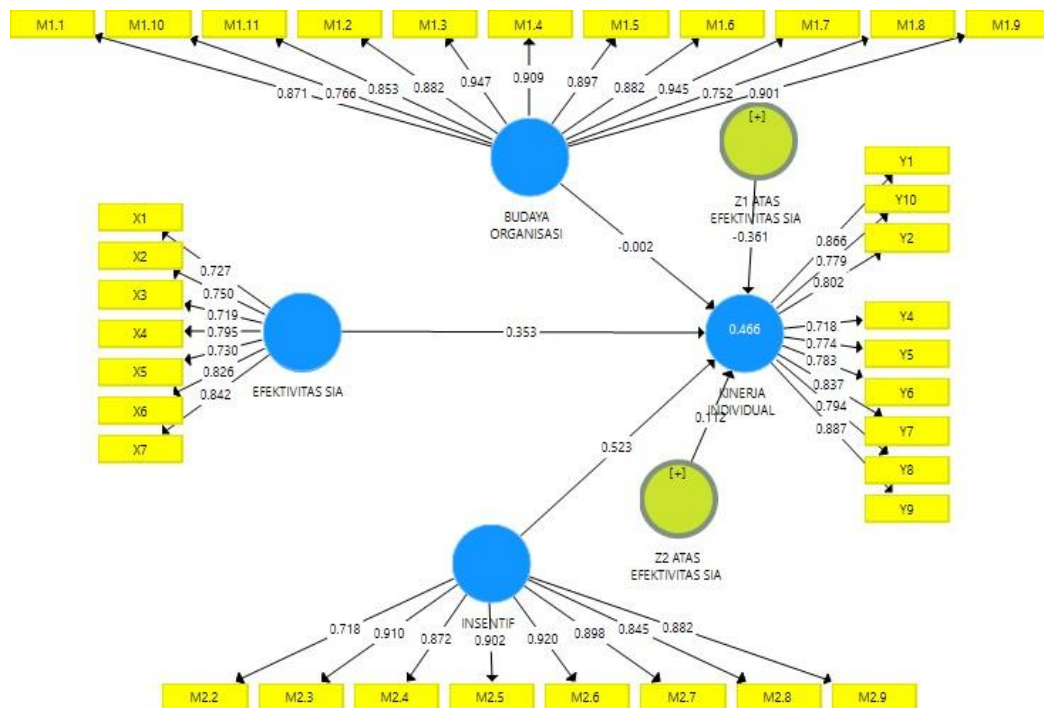 M1.1 M1.10 M1.11 M1.2 M1.3 M1.4 M1.5 M1.6 M1.7 M1.8 M1.9
0.871 0.766 0.853 0.882 0.947 0.909 0.897 0.882 0.945 0.752 0.901
[+]
BUDAYA
ORGANISASI
Z1 ATAS
EFEKTIVITAS SIA
-0.002
-0.361
X1
X2
X3
X4
X5
X6
X7
0.727
0.750
0.719
0.795
0.730
0.826
0.842
EFEKTIVITAS SIA
0.353
0.466
KINERJA
INDIVIDUAL
0.866
0.779
0.802
0.718
0.774
0.783
0.837
0.794
0.887
Y1
Y10
Y2
Y4
Y5
Y6
Y7
Y8
Y9
0.112
0.523
[+]
Z2 ATAS
EFEKTIVITAS SIA
INSENTIF
0.718 0.910 0.872 0.902 0.920 0.898 0.845 0.882
M2.2 M2.3 M2.4 M2.5 M2.6 M2.7 M2.8 M2.9